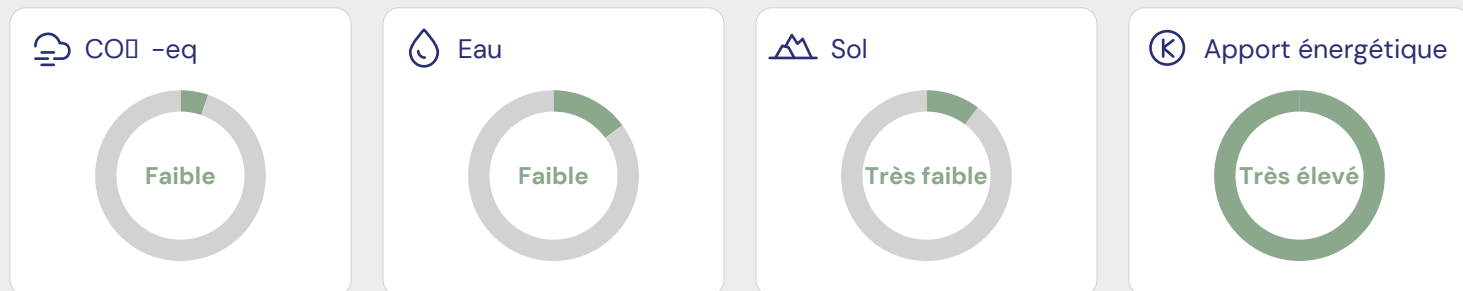 CO▯ -eq
Faible
Eau
Faible
Sol
Très faible
Apport énergétique
Très élevé